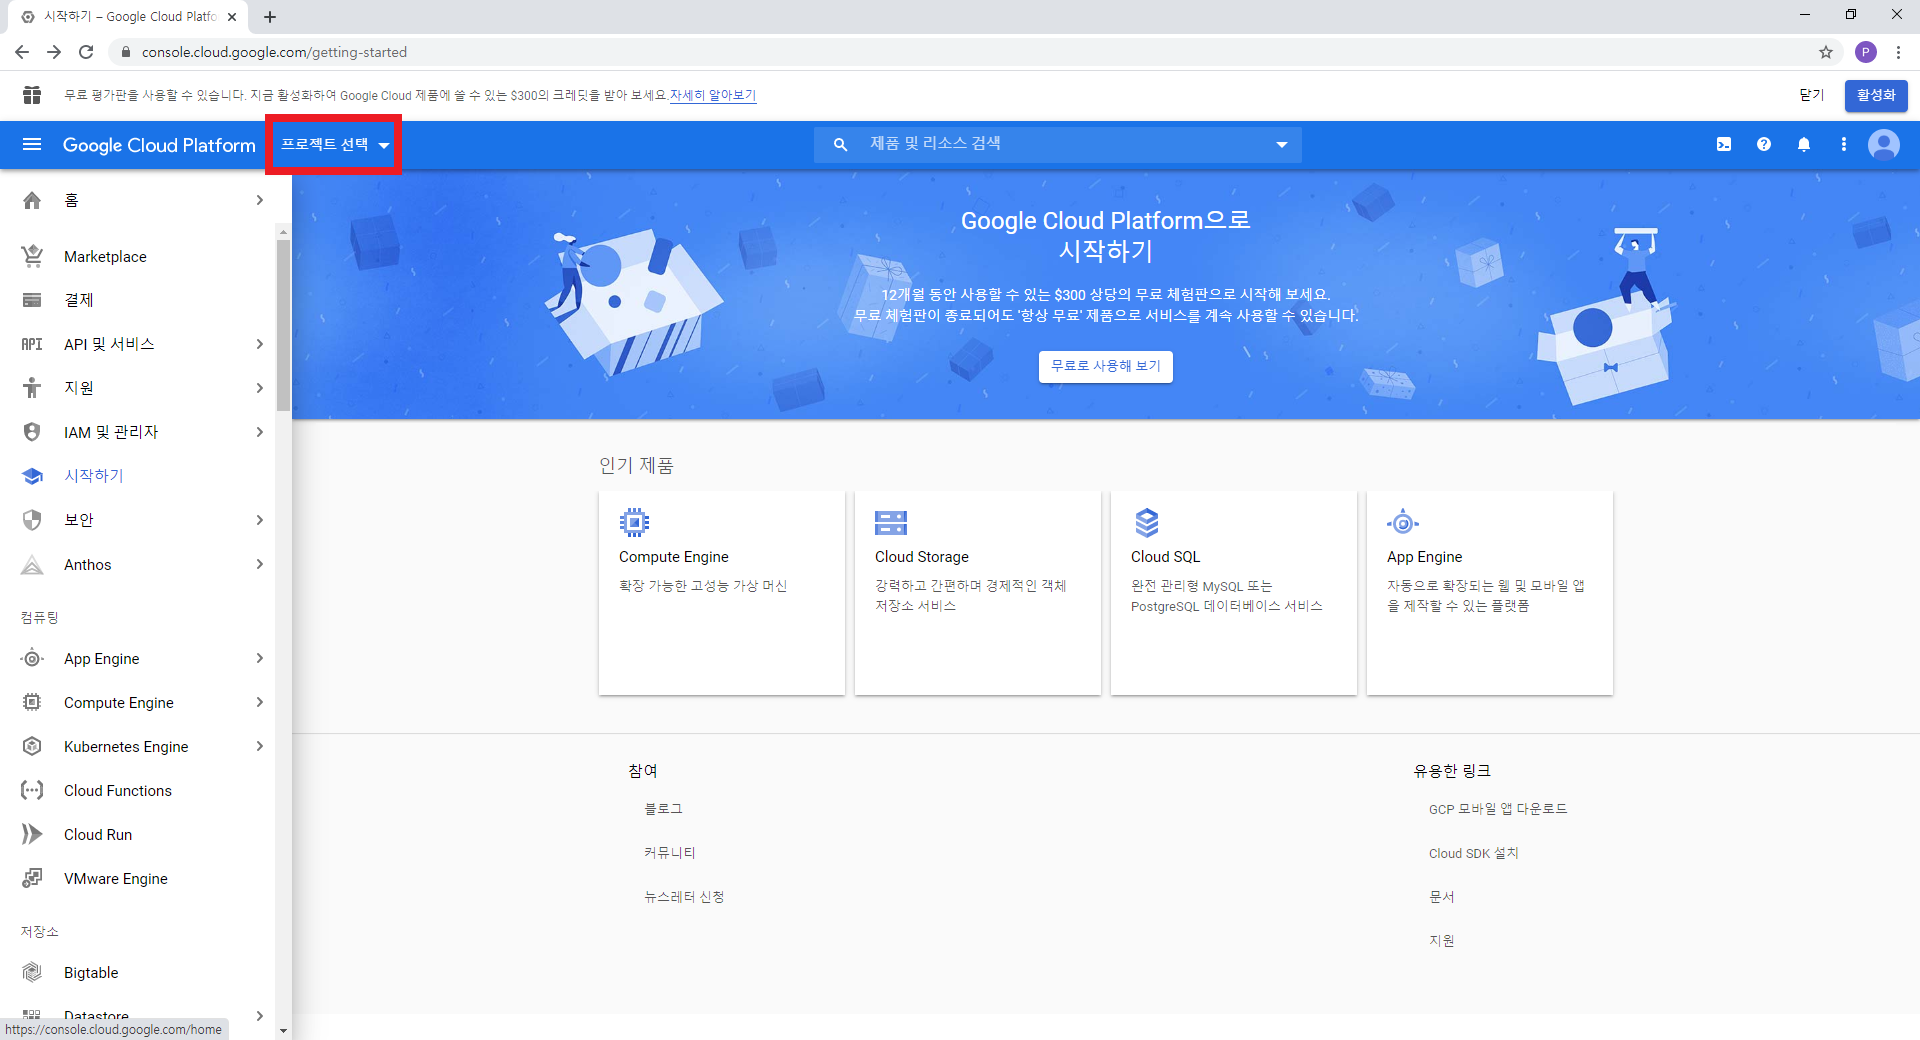 시작하기 – Google Cloud Platfo
console.cloud.google.com/getting-started
P
무료 평가판을 사용할 수 있습니다. 지금 활성화하여 Google Cloud 제품에 쓸 수 있는 $300의 크레딧을 받아 보세요. 자세히 알아보기
닫기
활성화
Google Cloud Platform
프로젝트 선택
제품 및 리소스 검색
홈
Marketplace
결제
API
API 및 서비스
지원
IAM 및 관리자
시작하기
보안
Anthos
컴퓨팅
App Engine
Compute Engine
Kubernetes Engine
Cloud Functions
Cloud Run
VMware Engine
저장소
Bigtable
Datastore
https://console.cloud.google.com/home
Google Cloud Platform으로
시작하기
12개월 동안 사용할 수 있는 $300 상당의 무료 체험판으로 시작해 보세요.
무료 체험판이 종료되어도 '항상 무료' 제품으로 서비스를 계속 사용할 수 있습니다.
무료로 사용해 보기
인기 제품
Compute Engine
확장 가능한 고성능 가상 머신
Cloud Storage
강력하고 간편하며 경제적인 객체
저장소 서비스
Cloud SQL
완전 관리형 MySQL 또는
PostgreSQL 데이터베이스 서비스
App Engine
자동으로 확장되는 웹 및 모바일 앱
을 제작할 수 있는 플랫폼
참여
블로그
커뮤니티
뉴스레터 신청
유용한 링크
GCP 모바일 앱 다운로드
Cloud SDK 설치
문서
지원